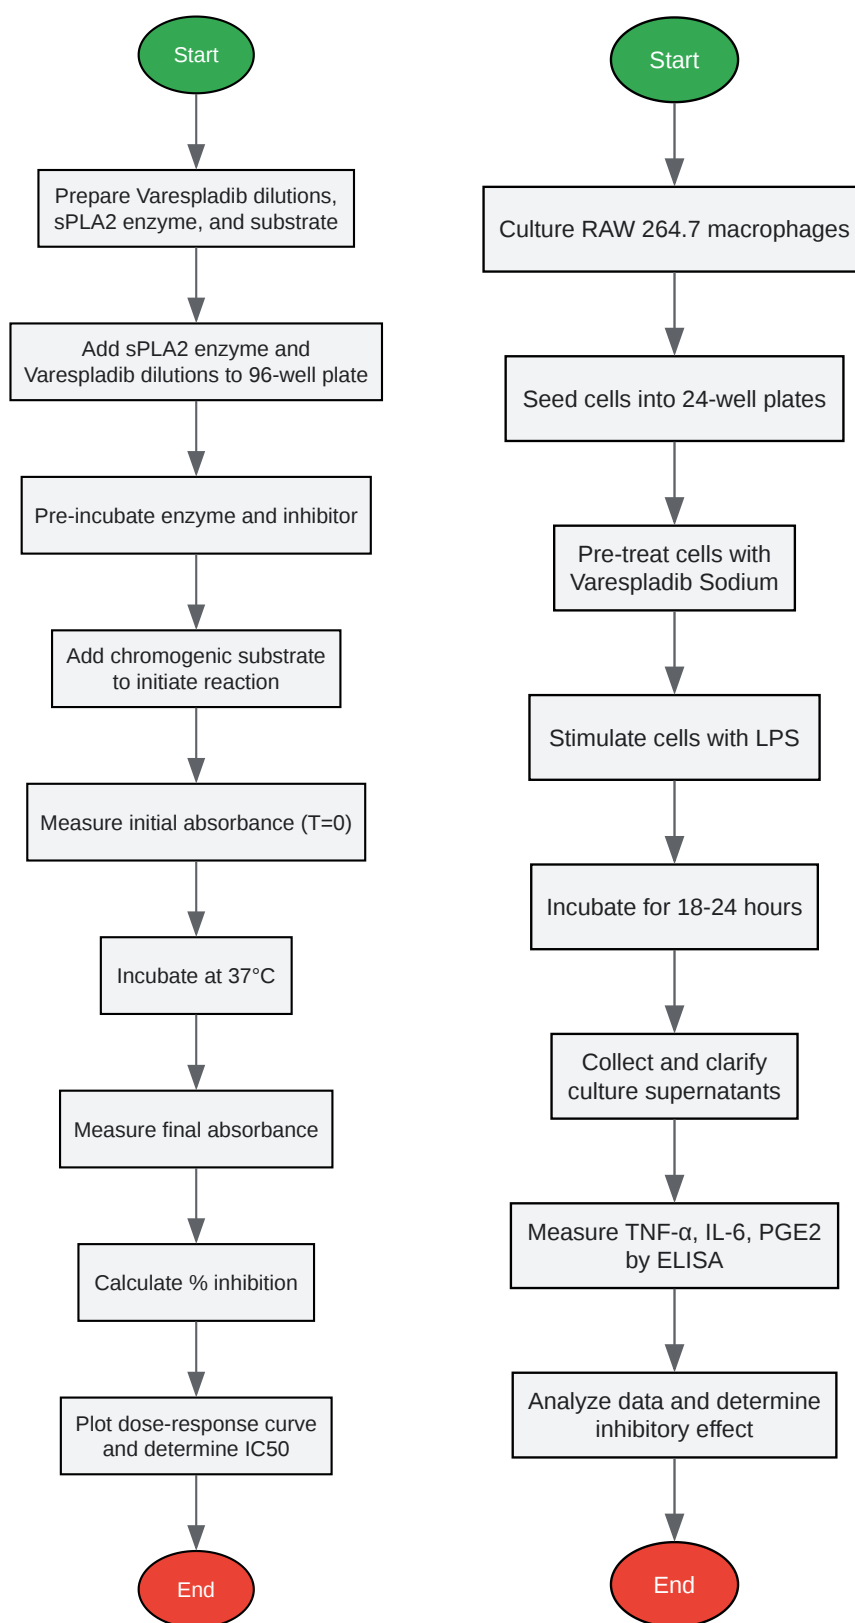 Start
Prepare Varespladib dilutions,
sPLA2 enzyme, and substrate
Add sPLA2 enzyme and
Varespladib dilutions to 96-well plate
Pre-incubate enzyme and inhibitor
Add chromogenic substrate
to initiate reaction
Measure initial absorbance (T=0)
Incubate at 37°C
Measure final absorbance
Calculate % inhibition
Plot dose-response curve
and determine IC50
End
Start
Culture RAW 264.7 macrophages
Seed cells into 24-well plates
Pre-treat cells with
Varespladib Sodium
Stimulate cells with LPS
Incubate for 18-24 hours
Collect and clarify
culture supernatants
Measure TNF-α, IL-6, PGE2
by ELISA
Analyze data and determine
inhibitory effect
End